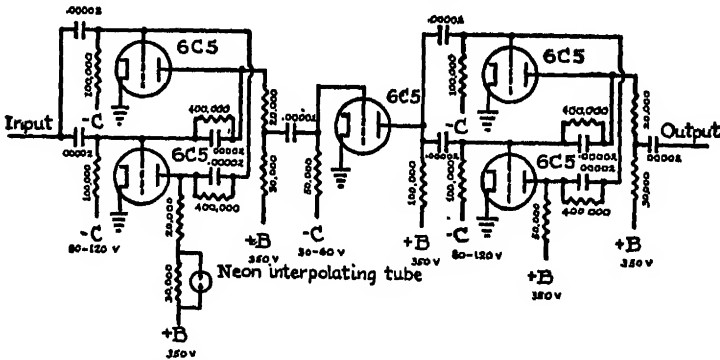 .00002
6C5
100,000
-C
Input
.00002
400,000
.00002
6C5
.00002
400,000
100,000
-C
80-120 V
20,000
30,000
Neon interpolating tube
+B
350 V
20,000
30,000
+B
350 V
.00002
50,000
-C
30-60 V
6C5
100,000
+B
350 V
.00002
6C5
100,000
-C
.00002
400,000
.00002
6C5
.00002
400 000
100,000
-C
80-120 V
50,000
+B
350 V
20,000
30,000
+B
350 V
Output
00002